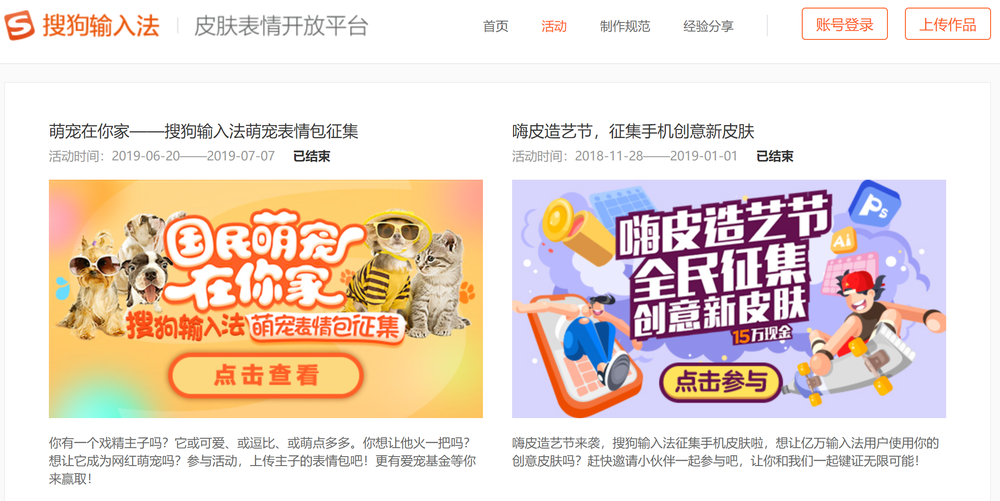 搜狗输入法 皮肤表情开放平台 首页 活动 制作规范 经验分享 账号登录 上传作品
萌宠在你家——搜狗输入法萌宠表情包征集
活动时间：2019-06-20——2019-07-07 已结束
国民萌宠
在你家
搜狗输入法萌宠表情包征集
点击查看
你有一个戏精主子吗？它或可爱、或逗比、或萌点多多。你想让他火一把吗？
想让它成为网红萌宠吗？参与活动，上传主子的表情包吧！更有爱宠基金等你
来赢取！
嗨皮造艺节，征集手机创意新皮肤
活动时间：2018-11-28——2019-01-01 已结束
嗨皮造艺节
全民征集
创意新皮肤
15万现金
Ps
Ai
点击参与
嗨皮造艺节来袭，搜狗输入法征集手机皮肤啦，想让亿万输入法用户使用你的
创意皮肤吗？赶快邀请小伙伴一起参与吧，让你和我们一起键证无限可能！